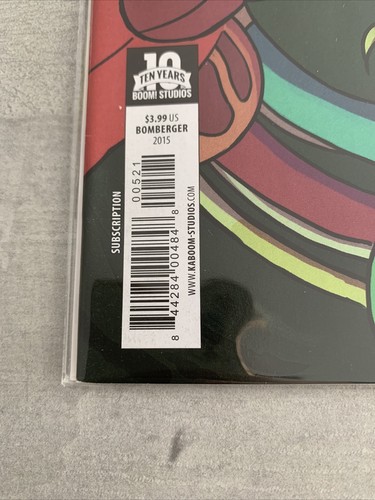 10
TEN YEARS
BOOM! STUDIOS
$3.99 US
BOMBERGER
2015
00521
SUBSCRIPTION
8 44284 00484 8
WWW.KABOOM-STUDIOS.COM